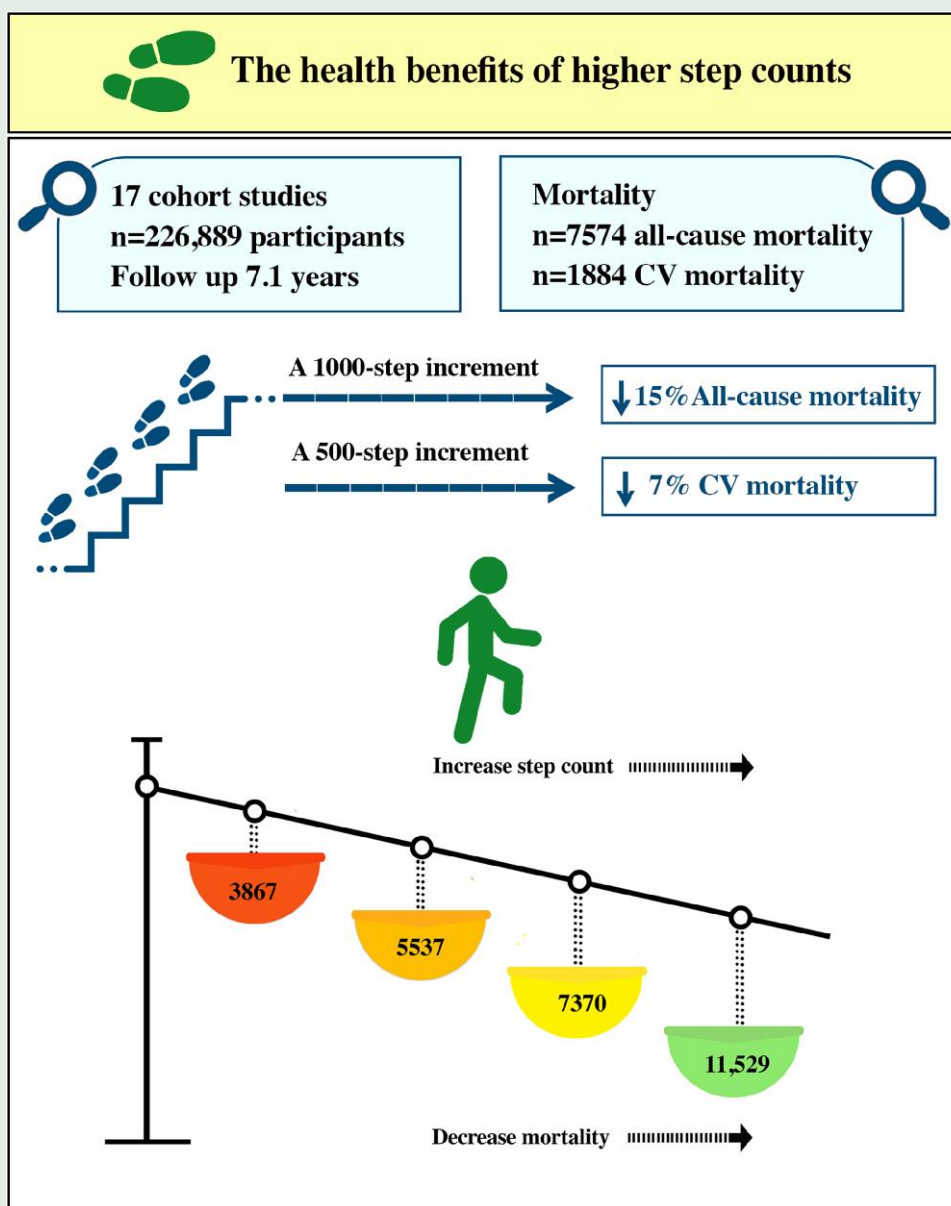 The health benefits of higher step counts
17 cohort studies
n=226,889 participants
Follow up 7.1 years
Mortality
n=7574 all-cause mortality
n=1884 CV mortality
A 1000-step increment
↓ 15% All-cause mortality
A 500-step increment
↓ 7% CV mortality
Increase step count
3867
5537
7370
11,529
Decrease mortality